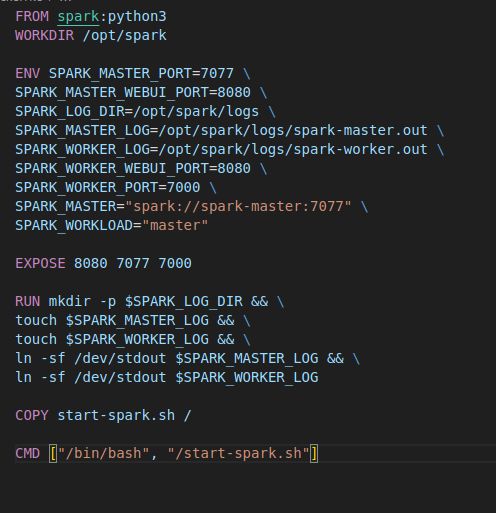 FROM spark:python3
WORKDIR /opt/spark
ENV SPARK_MASTER_PORT=7077 \
SPARK_MASTER_WEBUI_PORT=8080 \
SPARK_LOG_DIR=/opt/spark/logs \
SPARK_MASTER_LOG=/opt/spark/logs/spark-master.out \
SPARK_WORKER_LOG=/opt/spark/logs/spark-worker.out \
SPARK_WORKER_WEBUI_PORT=8080 \
SPARK_WORKER_PORT=7000 \
SPARK_MASTER="spark://spark-master:7077" \
SPARK_WORKLOAD="master"
EXPOSE 8080 7077 7000
RUN mkdir -p $SPARK_LOG_DIR && \
touch $SPARK_MASTER_LOG && \
touch $SPARK_WORKER_LOG && \
ln -sf /dev/stdout $SPARK_MASTER_LOG && \
ln -sf /dev/stdout $SPARK_WORKER_LOG
COPY start-spark.sh /
CMD ["/bin/bash", "/start-spark.sh"]